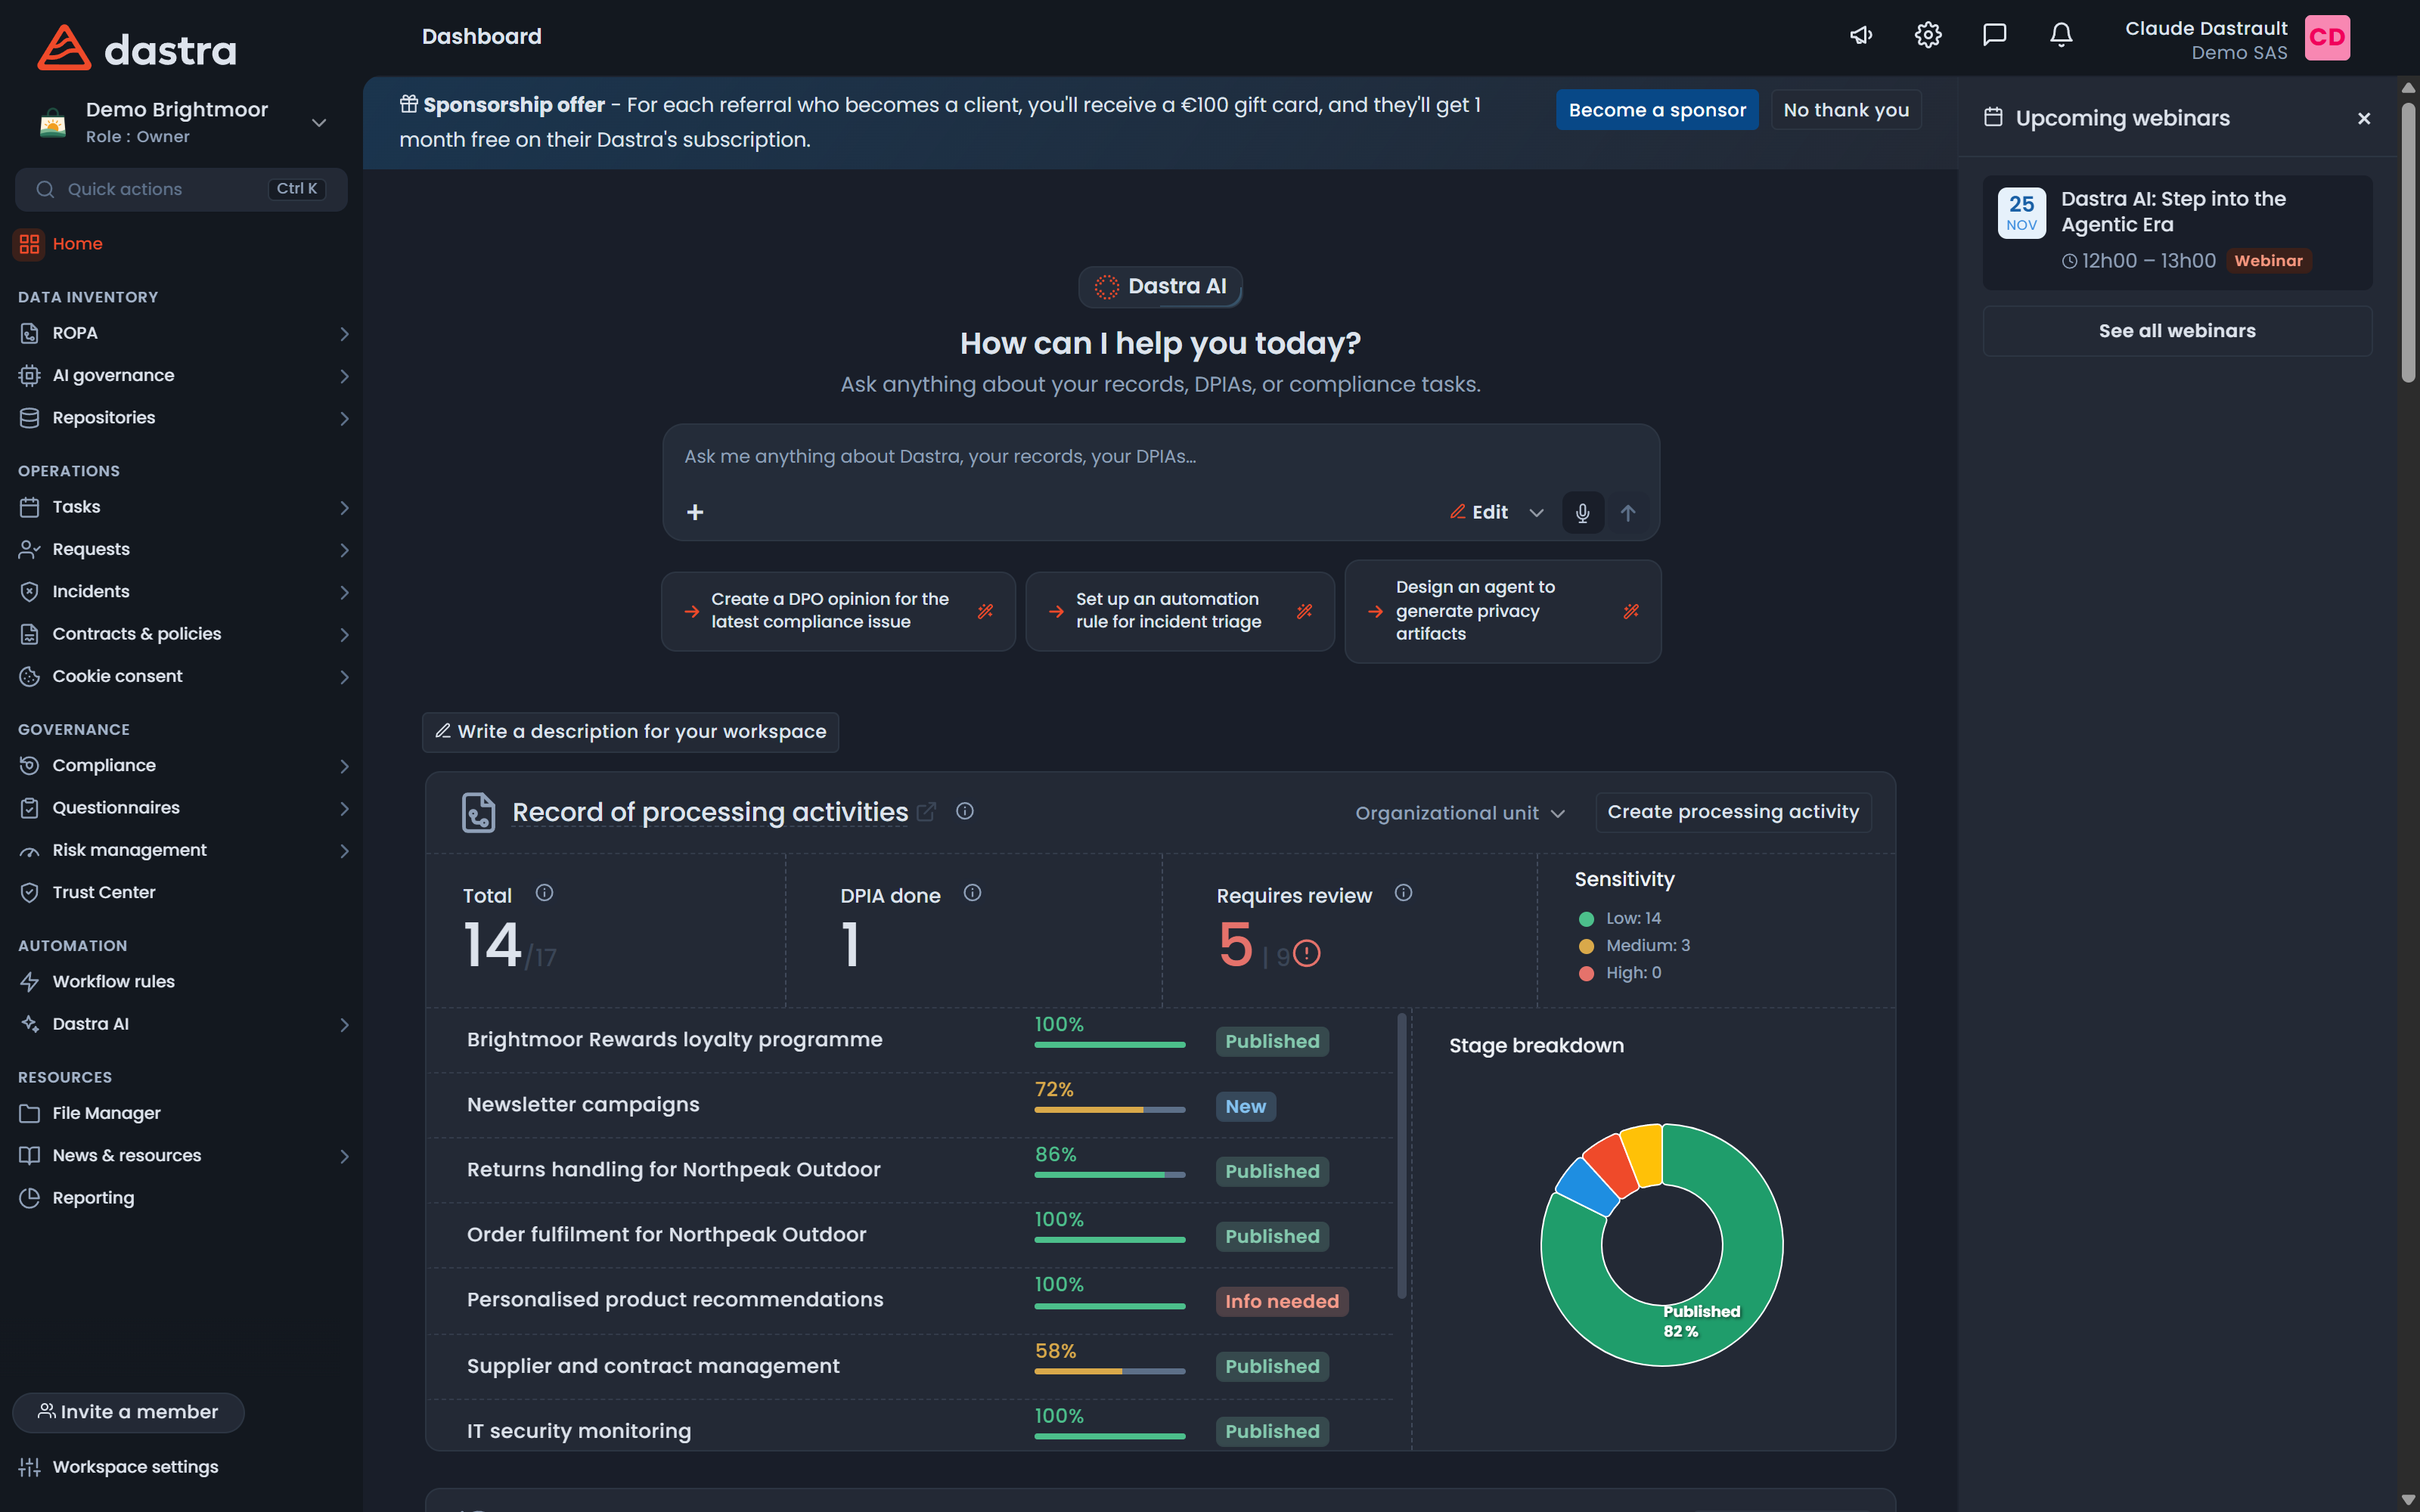 dastra
Demo Brightmoor
Role : Owner
Quick actions
Ctrl K
Home
DATA INVENTORY
ROPA
AI governance
Repositories
OPERATIONS
Tasks
Requests
Incidents
Contracts & policies
Cookie consent
GOVERNANCE
Compliance
Questionnaires
Risk management
Trust Center
AUTOMATION
Workflow rules
Dastra AI
RESOURCES
File Manager
News & resources
Reporting
Invite a member
Workspace settings
Dashboard
Claude Dastrault
Demo SAS
CD
Sponsorship offer - For each referral who becomes a client, you'll receive a €100 gift card, and they'll get 1
month free on their Dastra's subscription.
Become a sponsor
No thank you
Dastra AI
How can I help you today?
Ask anything about your records, DPIAs, or compliance tasks.
Ask me anything about Dastra, your records, your DPIAs...
Edit
Create a DPO opinion for the
latest compliance issue
Set up an automation
rule for incident triage
Design an agent to
generate privacy
artifacts
Write a description for your workspace
Record of processing activities
Organizational unit
Create processing activity
Total
14/17
DPIA done
1
Requires review
5 | 9
Sensitivity
Low: 14
Medium: 3
High: 0
Brightmoor Rewards loyalty programme
100%
Published
Newsletter campaigns
72%
New
Returns handling for Northpeak Outdoor
86%
Published
Order fulfilment for Northpeak Outdoor
100%
Published
Personalised product recommendations
100%
Info needed
Supplier and contract management
58%
Published
IT security monitoring
100%
Published
Stage breakdown
Published
82 %
Upcoming webinars
25
NOV
Dastra AI: Step into the
Agentic Era
12h00 – 13h00
Webinar
See all webinars